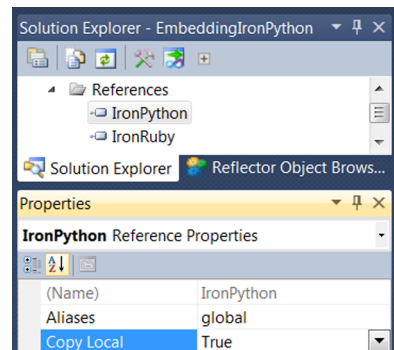 Solution Explorer - EmbeddingIronPython
References
IronPython
IronRuby
Solution Explorer
Reflector Object Brows...
Properties
IronPython Reference Properties
(Name) IronPython
Aliases global
Copy Local True